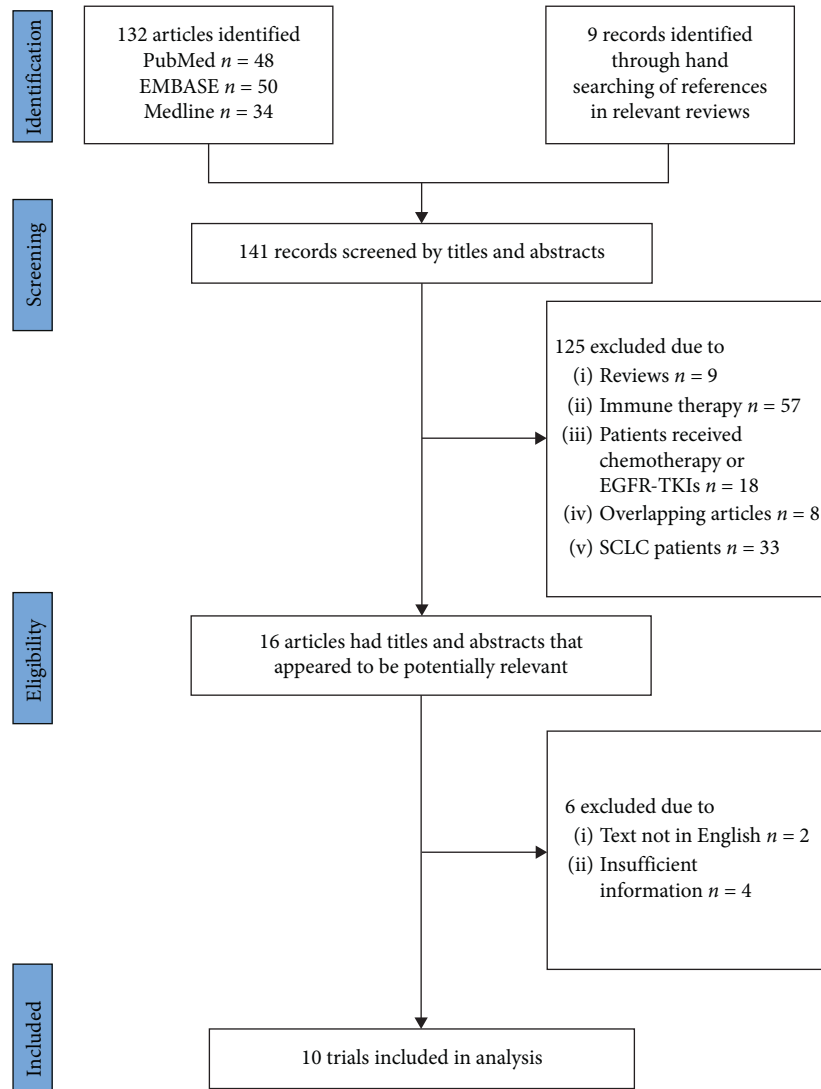 Identification
132 articles identified
PubMed n = 48
EMBASE n = 50
Medline n = 34
9 records identified
through hand
searching of references
in relevant reviews
Screening
141 records screened by titles and abstracts
125 excluded due to
(i) Reviews n = 9
(ii) Immune therapy n = 57
(iii) Patients received
chemotherapy or
EGFR-TKIs n = 18
(iv) Overlapping articles n = 8
(v) SCLC patients n = 33
Eligibility
16 articles had titles and abstracts that
appeared to be potentially relevant
6 excluded due to
(i) Text not in English n = 2
(ii) Insufficient
information n = 4
Included
10 trials included in analysis